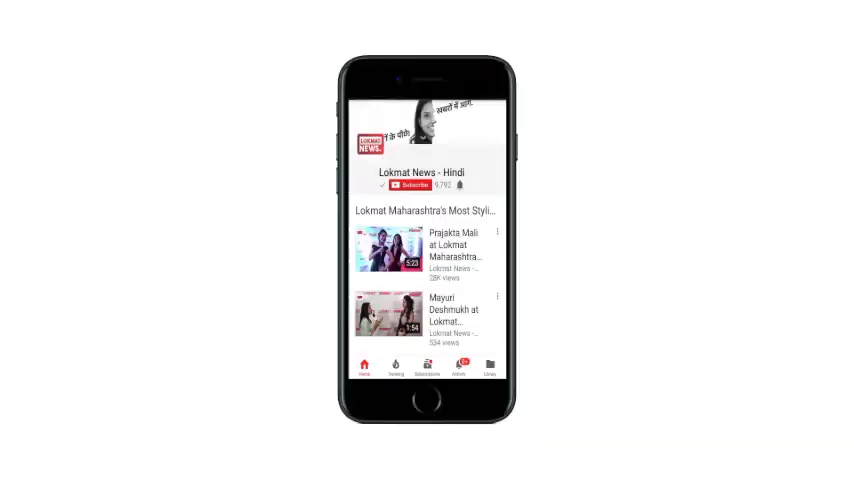 खबरों में आग,
के पीछे!
LOKMAT
NEWS
Lokmat News - Hindi
Subscribe 9,792
Lokmat Maharashtra's Most Styli...
Prajakta Mali
at Lokmat
Maharashtra...
Lokmat News -...
28K views
5:23
Mayuri
Deshmukh at
Lokmat...
Lokmat News -...
534 views
1:54
Home
Trending
Subscriptions
Activity
Library